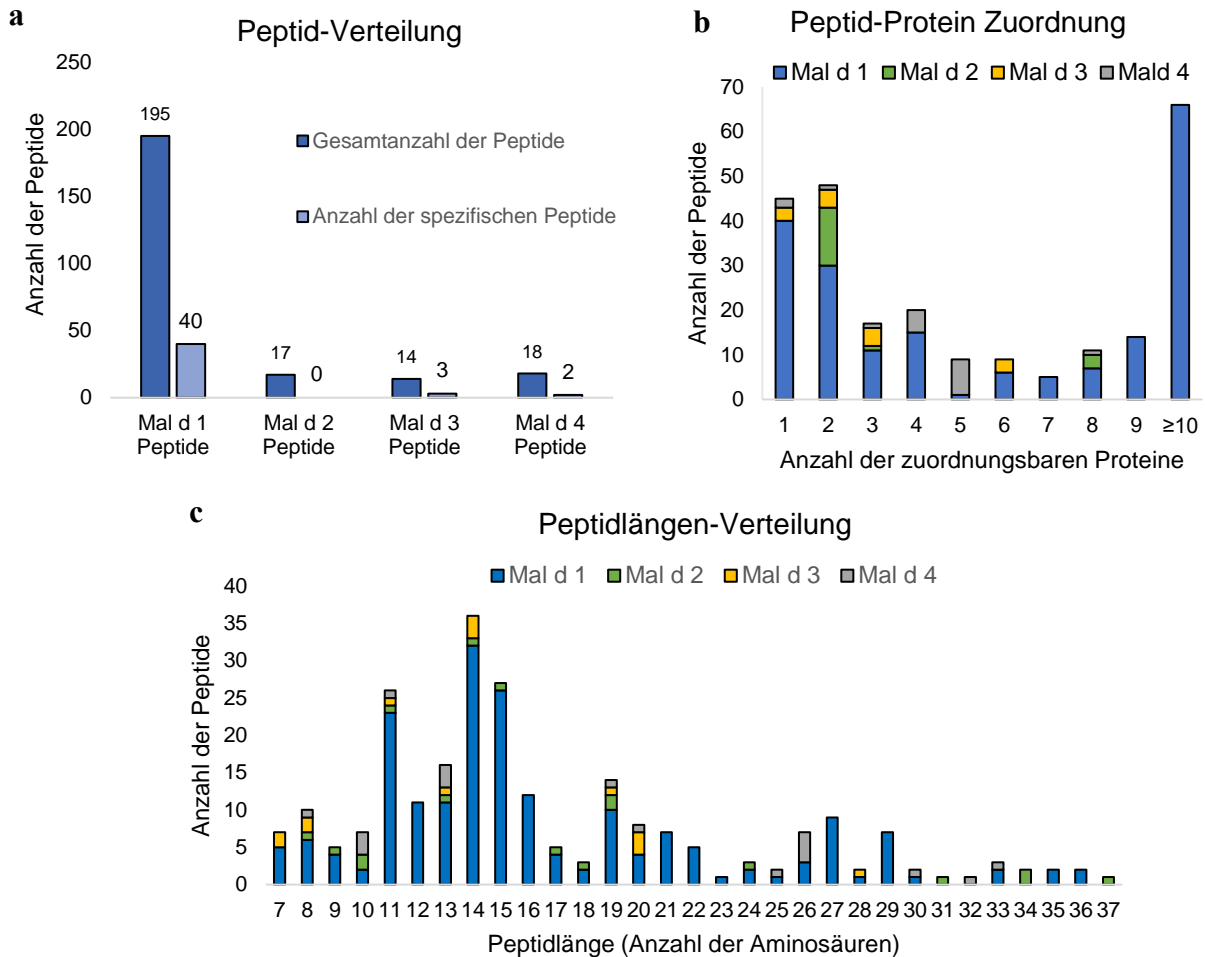 a
Peptid-Verteilung
250
200
150
100
50
0
Anzahl der Peptide
195
40
17
0
14
3
18
2
Gesamtanzahl der Peptide
Anzahl der spezifischen Peptide
Mal d 1 Peptide
Mal d 2 Peptide
Mal d 3 Peptide
Mal d 4 Peptide
b
Peptid-Protein Zuordnung
Mal d 1 Mal d 2 Mal d 3 Mald 4
70
60
50
40
30
20
10
0
Anzahl der Peptide
1 2 3 4 5 6 7 8 9 ≥10
Anzahl der zuordnungsbaren Proteine
c
Peptidlängen-Verteilung
Mal d 1 Mal d 2 Mal d 3 Mal d 4
40
35
30
25
20
15
10
5
0
Anzahl der Peptide
7 8 9 10 11 12 13 14 15 16 17 18 19 20 21 22 23 24 25 26 27 28 29 30 31 32 33 34 35 36 37
Peptidlänge (Anzahl der Aminosäuren)